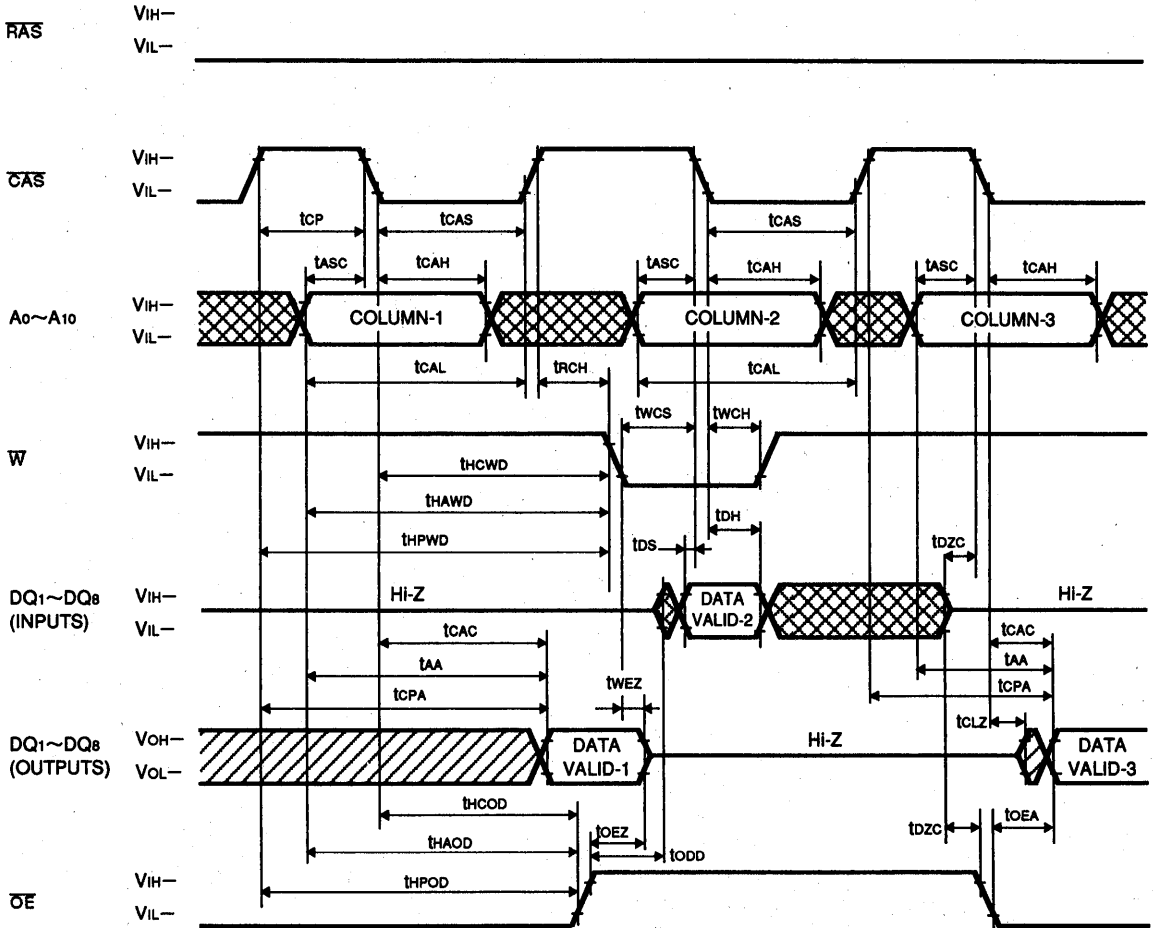 RAS
VIH–
VIL–
CAS
VIH–
VIL–
tCP
tCAS
tCAS
tASC
tCAH
tASC
tCAH
tASC
tCAH
A0~A10
VIH–
VIL–
COLUMN-1
COLUMN-2
COLUMN-3
tCAL
tRCH
tCAL
tWCS
tWCH
W
VIH–
VIL–
tHCWD
tHAWD
tDH
tHPWD
tDS
tDZC
DQ1~DQ8
(INPUTS)
VIH–
VIL–
Hi-Z
DATA
VALID-2
Hi-Z
tCAC
tCAC
tAA
tAA
tWEZ
tCPA
tCPA
tCLZ
DQ1~DQ8
(OUTPUTS)
VOH–
VOL–
DATA
VALID-1
Hi-Z
DATA
VALID-3
tHCOD
tOEZ
tDZC
tOEA
tHAOD
tODD
tHPOD
OE
VIH–
VIL–